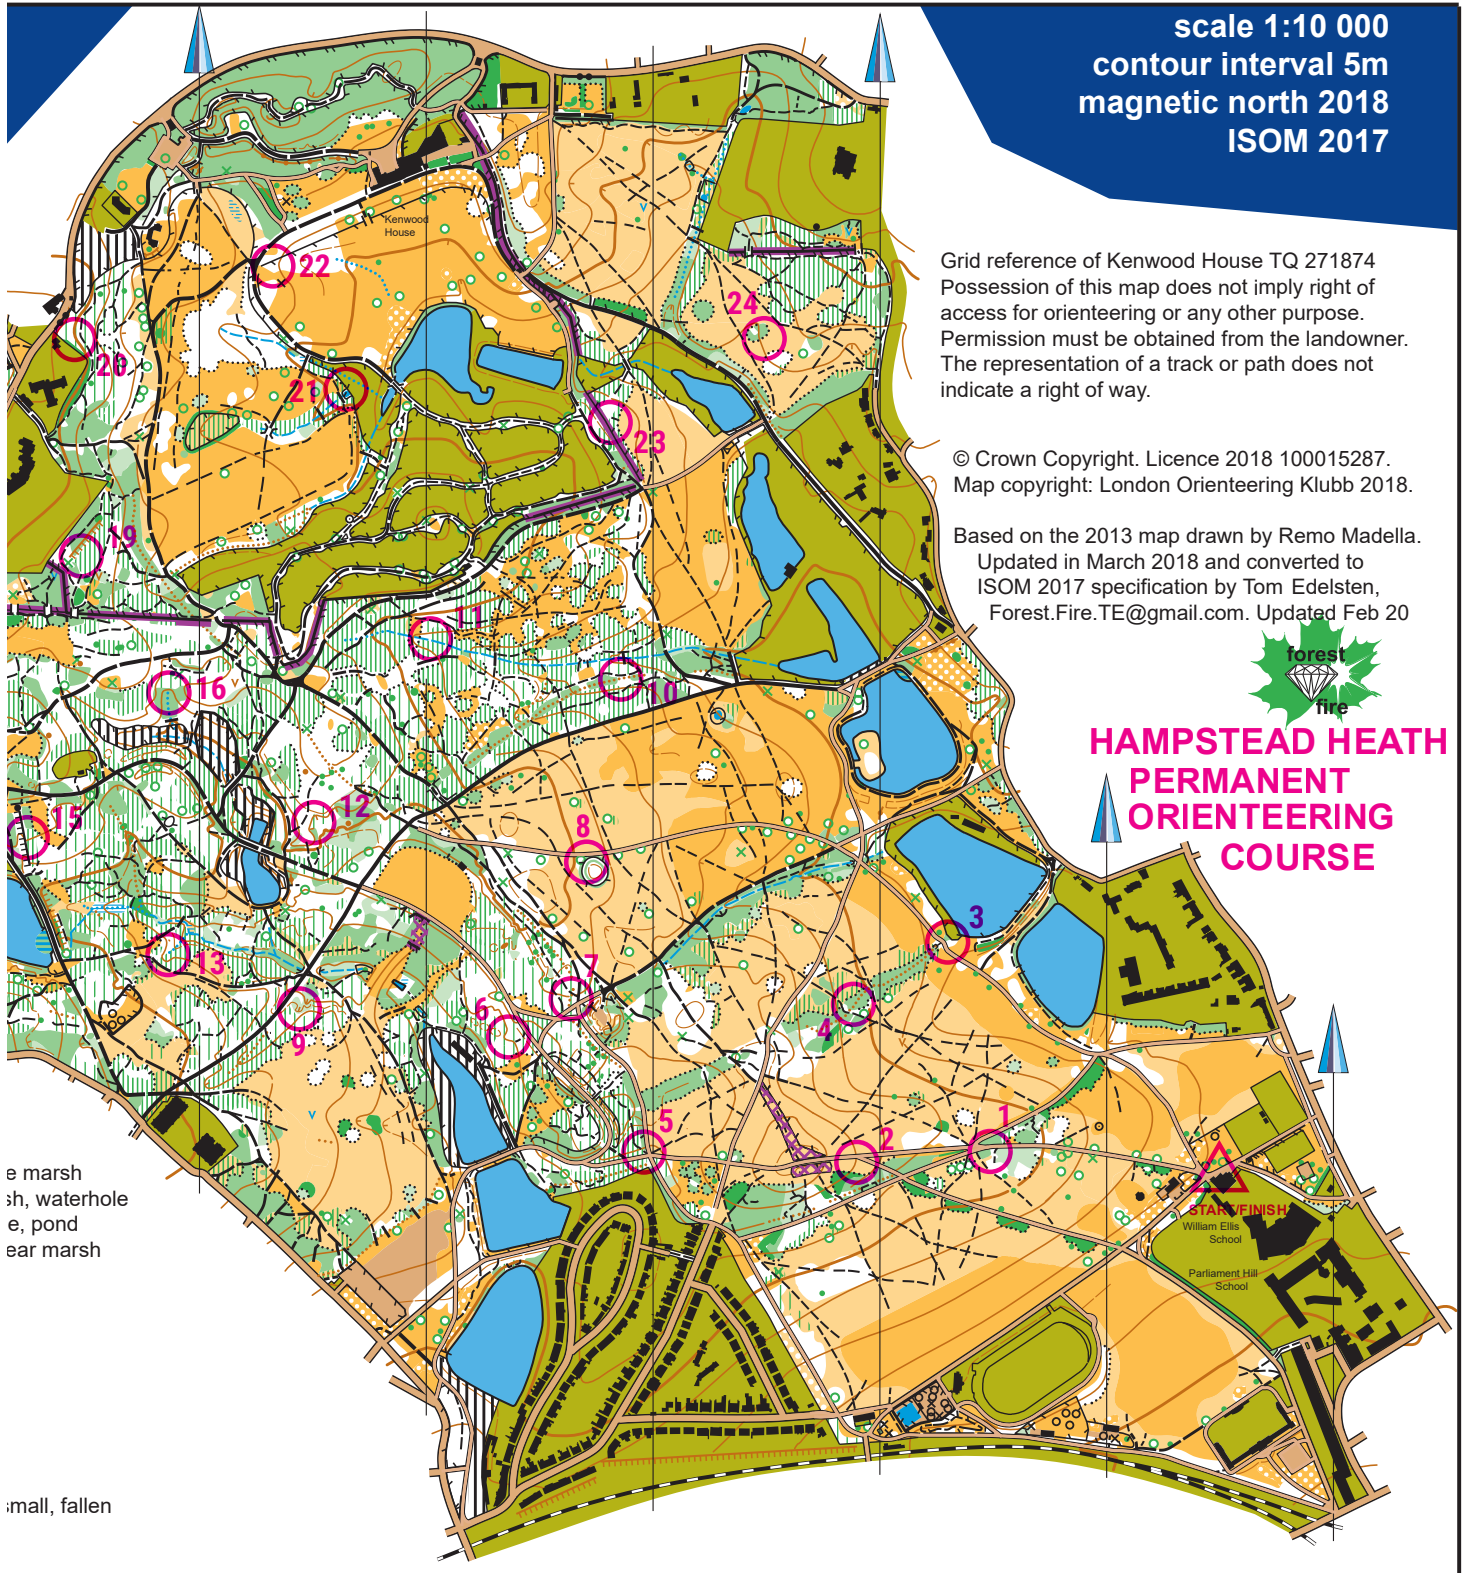 scale 1:10 000
contour interval 5m
magnetic north 2018
ISOM 2017
Kenwood
House
Grid reference of Kenwood House TQ 271874
Possession of this map does not imply right of
access for orienteering or any other purpose.
Permission must be obtained from the landowner.
The representation of a track or path does not
indicate a right of way.
© Crown Copyright. Licence 2018 100015287.
Map copyright: London Orienteering Klubb 2018.
Based on the 2013 map drawn by Remo Madella.
Updated in March 2018 and converted to
ISOM 2017 specification by Tom Edelsten,
Forest.Fire.TE@gmail.com. Updated Feb 20
forest
fire
HAMPSTEAD HEATH
PERMANENT
ORIENTEERING
COURSE
22
24
20
21
23
19
11
16
10
15
12
8
13
3
7
6
4
9
5
2
1
START/FINISH
William Ellis
School
Parliament Hill
School
e marsh
sh, waterhole
e, pond
ear marsh
small, fallen